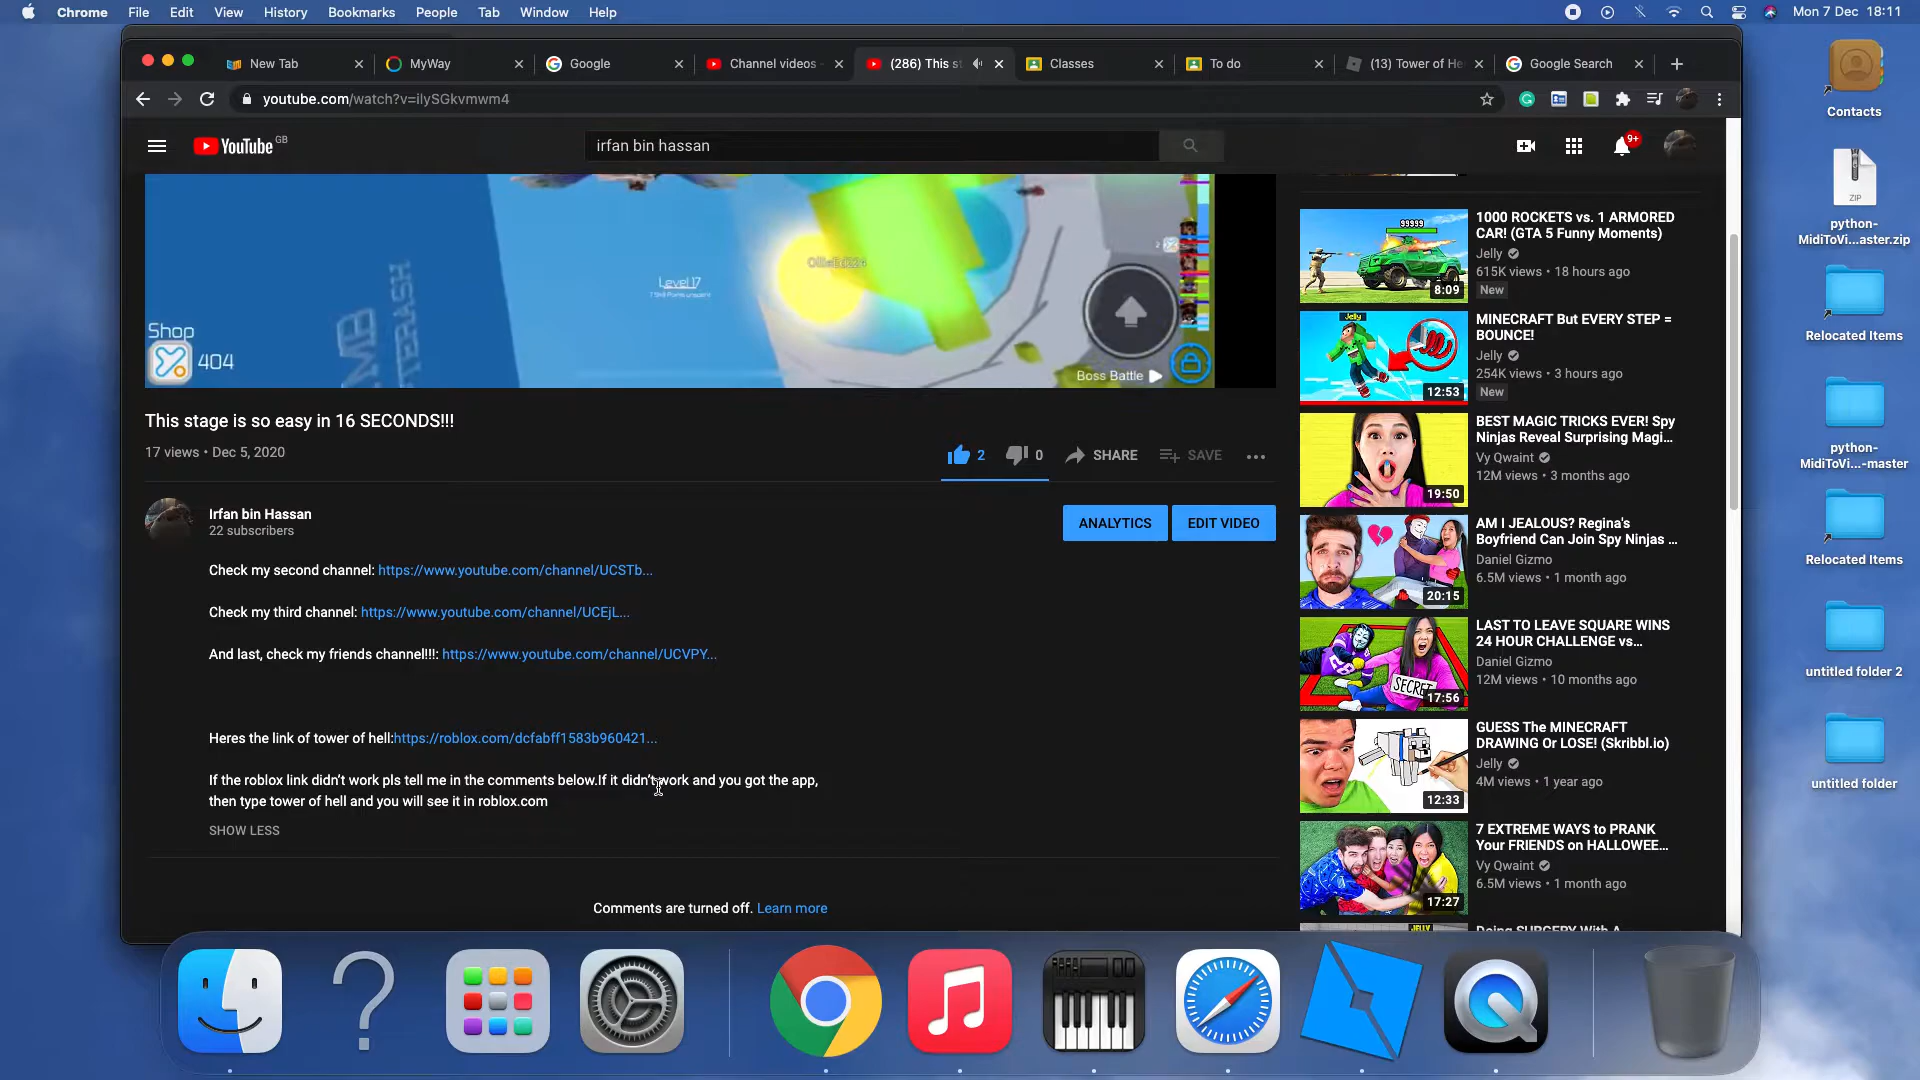 Chrome File Edit View History Bookmarks People Tab Window Help Mon 7 Dec 18:11
New Tab MyWay Google Channel videos - (286) This st Classes To do (13) Tower of He Google Search
youtube.com/watch?v=ilySGkvmwm4
YouTube GB irfan bin hassan 9+
Level 17
Shop
404
Boss Battle
This stage is so easy in 16 SECONDS!!!
17 views • Dec 5, 2020
2 0 SHARE SAVE
Irfan bin Hassan
22 subscribers
ANALYTICS EDIT VIDEO
Check my second channel: https://www.youtube.com/channel/UCSTb...
Check my third channel: https://www.youtube.com/channel/UCEjL...
And last, check my friends channel!!!: https://www.youtube.com/channel/UCVPY...
Heres the link of tower of hell:https://roblox.com/dcfabff1583b960421...
If the roblox link didn't work pls tell me in the comments below.If it didn't work and you got the app,
then type tower of hell and you will see it in roblox.com
SHOW LESS
Comments are turned off. Learn more
99999
8:09
1000 ROCKETS vs. 1 ARMORED
CAR! (GTA 5 Funny Moments)
Jelly
615K views • 18 hours ago
New
Jelly
12:53
MINECRAFT But EVERY STEP =
BOUNCE!
Jelly
254K views • 3 hours ago
New
19:50
BEST MAGIC TRICKS EVER! Spy
Ninjas Reveal Surprising Magi...
Vy Qwaint
12M views • 3 months ago
20:15
AM I JEALOUS? Regina's
Boyfriend Can Join Spy Ninjas ...
Daniel Gizmo
6.5M views • 1 month ago
SECRET
17:56
LAST TO LEAVE SQUARE WINS
24 HOUR CHALLENGE vs...
Daniel Gizmo
12M views • 10 months ago
12:33
GUESS The MINECRAFT
DRAWING Or LOSE! (Skribbl.io)
Jelly
4M views • 1 year ago
17:27
7 EXTREME WAYS to PRANK
Your FRIENDS on HALLOWEE...
Vy Qwaint
6.5M views • 1 month ago
JELLY
Doing SURGERY With A
Contacts
ZIP
python-
MidiToVi...aster.zip
Relocated Items
python-
MidiToVi...-master
Relocated Items
untitled folder 2
untitled folder